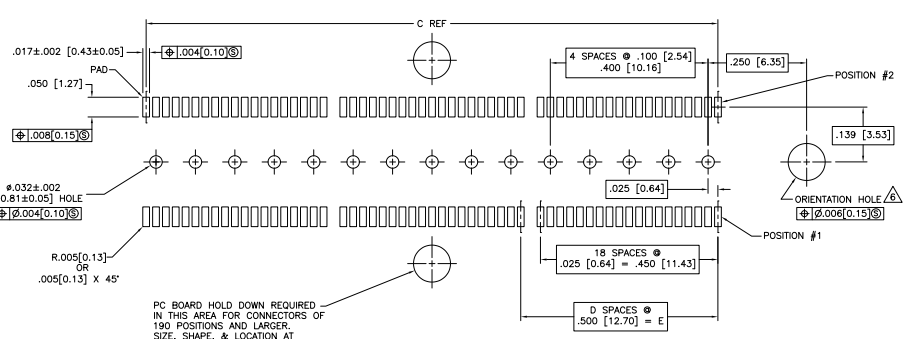 C REF
.017±.002 [0.43±0.05]
⌖ .004[0.10]Ⓢ
4 SPACES @ .100 [2.54]
.400 [10.16]
.250 [6.35]
PAD
POSITION #2
.050 [1.27]
⌖ .008[0.15]Ⓢ
.139 [3.53]
ø.032±.002
0.81±0.05] HOLE
⌖ Ø.004[0.10]Ⓢ
.025 [0.64]
ORIENTATION HOLE 6
⌖ Ø.006[0.15]Ⓢ
POSITION #1
R.005[0.13]
OR
.005[0.13] X 45°
18 SPACES @
.025 [0.64] = .450 [11.43]
D SPACES @
.500 [12.70] = E
PC BOARD HOLD DOWN REQUIRED
IN THIS AREA FOR CONNECTORS OF
190 POSITIONS AND LARGER.
SIZE, SHAPE, & LOCATION AT